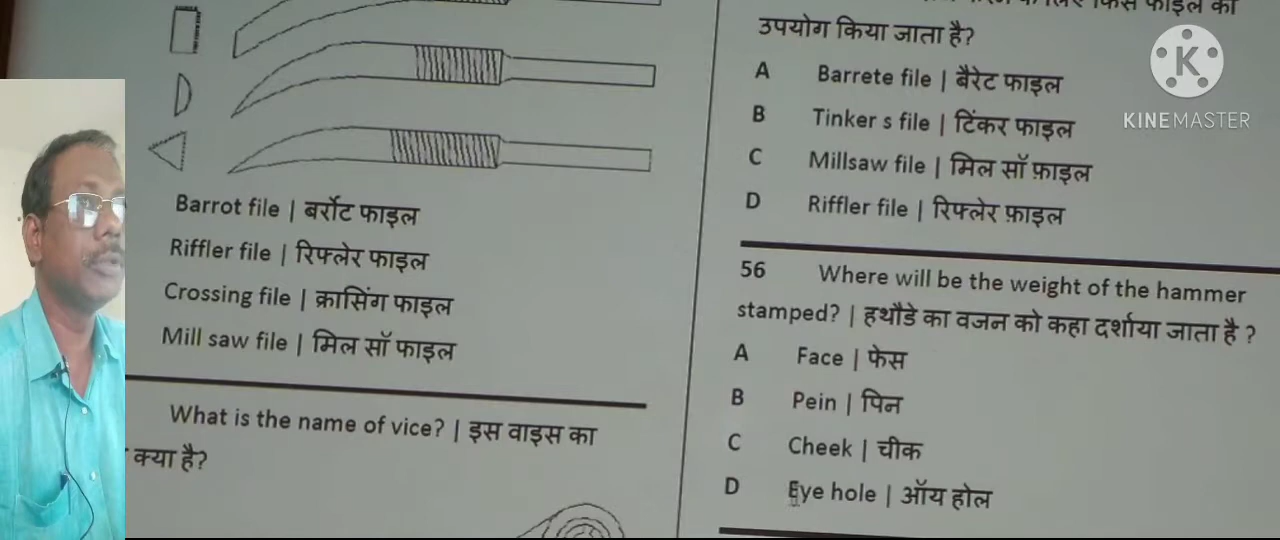 Barrot file | बर्रोट फाइल
Riffler file | रिफ्लेर फाइल
Crossing file | क्रासिंग फाइल
Mill saw file | मिल सॉ फाइल
What is the name of vice? | इस वाइस का
क्या है?
किस फाइल का
उपयोग किया जाता है?
A Barrete file | बैरेट फाइल
B Tinker s file | टिंकर फाइल
C Millsaw file | मिल सॉ फ़ाइल
D Riffler file | रिफ्लेर फ़ाइल
56 Where will be the weight of the hammer
stamped? | हथौडे का वजन को कहा दर्शाया जाता है ?
A Face | फेस
B Pein | पिन
C Cheek | चीक
D Eye hole | ऑय होल
K
KINEMASTER